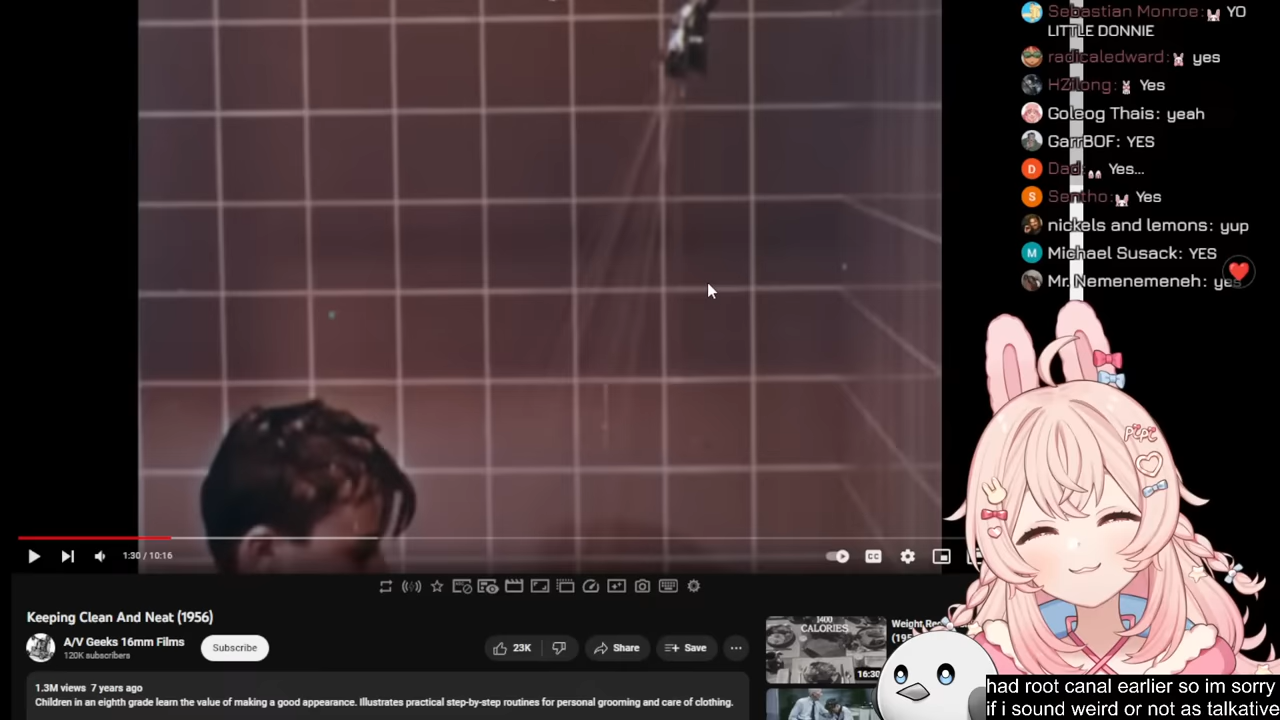 Sebastian Monroe: YO
LITTLE DONNIE
radicaledward: yes
HZilong: Yes
Goleog Thais: yeah
GarrBOF: YES
D
Dad: Yes...
S
Sentho: Yes
nickels and lemons: yup
M
Michael Susack: YES
Mr. Nemenemeneh: yes
1:30 / 10:16
CC
Keeping Clean And Neat (1956)
A/V Geeks 16mm Films
120K subscribers
Subscribe
23K
Share
Save
1.3M views 7 years ago
Children in an eighth grade learn the value of making a good appearance. Illustrates practical step-by-step routines for personal grooming and care of clothing.
1400
CALORIES
16:30
Weight Re
(195
PiPi
had root canal earlier so im sorry
if i sound weird or not as talkative